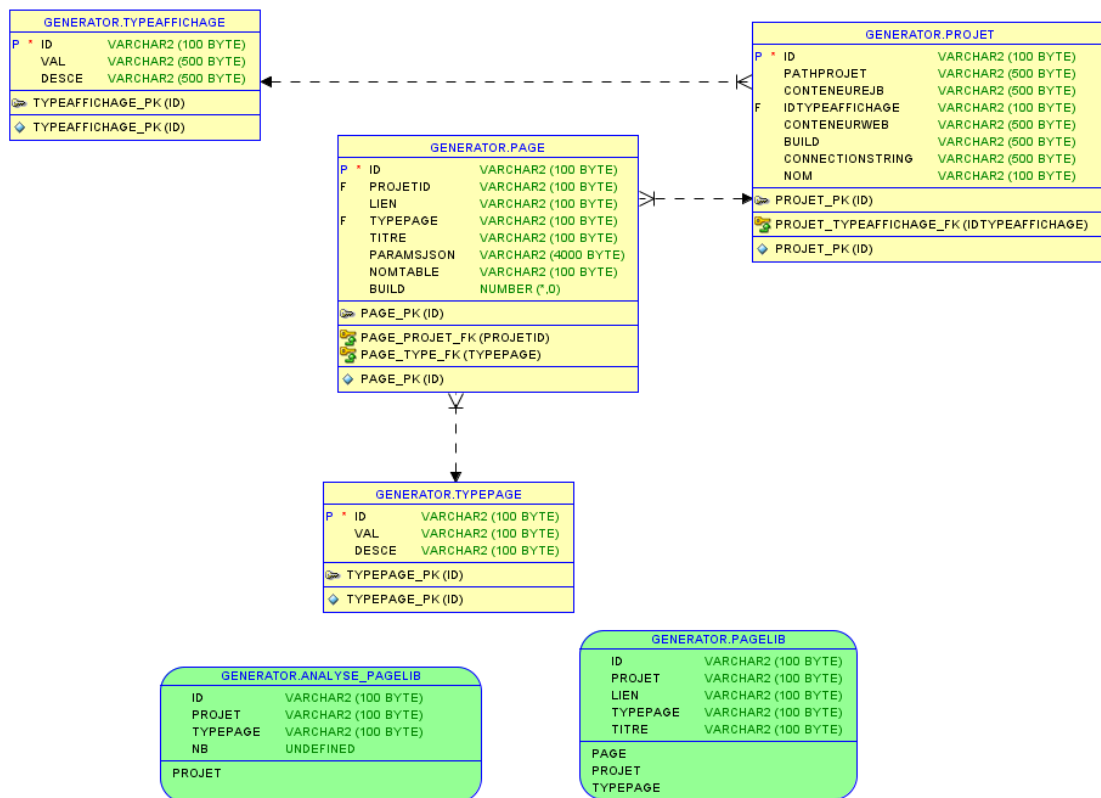 GENERATOR.TYPEAFFICHAGE
P * ID VARCHAR2 (100 BYTE)
VAL VARCHAR2 (500 BYTE)
DESCE VARCHAR2 (500 BYTE)
TYPEAFFICHAGE_PK (ID)
TYPEAFFICHAGE_PK (ID)
GENERATOR.PROJET
P * ID VARCHAR2 (100 BYTE)
PATHPROJET VARCHAR2 (500 BYTE)
CONTENEUREJB VARCHAR2 (500 BYTE)
F IDTYPEAFFICHAGE VARCHAR2 (100 BYTE)
CONTENEURWEB VARCHAR2 (500 BYTE)
BUILD VARCHAR2 (500 BYTE)
CONNECTIONSTRING VARCHAR2 (500 BYTE)
NOM VARCHAR2 (100 BYTE)
PROJET_PK (ID)
PROJET_TYPEAFFICHAGE_FK (IDTYPEAFFICHAGE)
PROJET_PK (ID)
GENERATOR.PAGE
P * ID VARCHAR2 (100 BYTE)
F PROJETID VARCHAR2 (100 BYTE)
LIEN VARCHAR2 (100 BYTE)
F TYPEPAGE VARCHAR2 (100 BYTE)
TITRE VARCHAR2 (100 BYTE)
PARAMSJSON VARCHAR2 (4000 BYTE)
NOMTABLE VARCHAR2 (100 BYTE)
BUILD NUMBER (*,0)
PAGE_PK (ID)
PAGE_PROJET_FK (PROJETID)
PAGE_TYPE_FK (TYPEPAGE)
PAGE_PK (ID)
GENERATOR.TYPEPAGE
P * ID VARCHAR2 (100 BYTE)
VAL VARCHAR2 (100 BYTE)
DESCE VARCHAR2 (100 BYTE)
TYPEPAGE_PK (ID)
TYPEPAGE_PK (ID)
GENERATOR.ANALYSE_PAGELIB
ID VARCHAR2 (100 BYTE)
PROJET VARCHAR2 (100 BYTE)
TYPEPAGE VARCHAR2 (100 BYTE)
NB UNDEFINED
PROJET
GENERATOR.PAGELIB
ID VARCHAR2 (100 BYTE)
PROJET VARCHAR2 (100 BYTE)
LIEN VARCHAR2 (100 BYTE)
TYPEPAGE VARCHAR2 (100 BYTE)
TITRE VARCHAR2 (100 BYTE)
PAGE
PROJET
TYPEPAGE